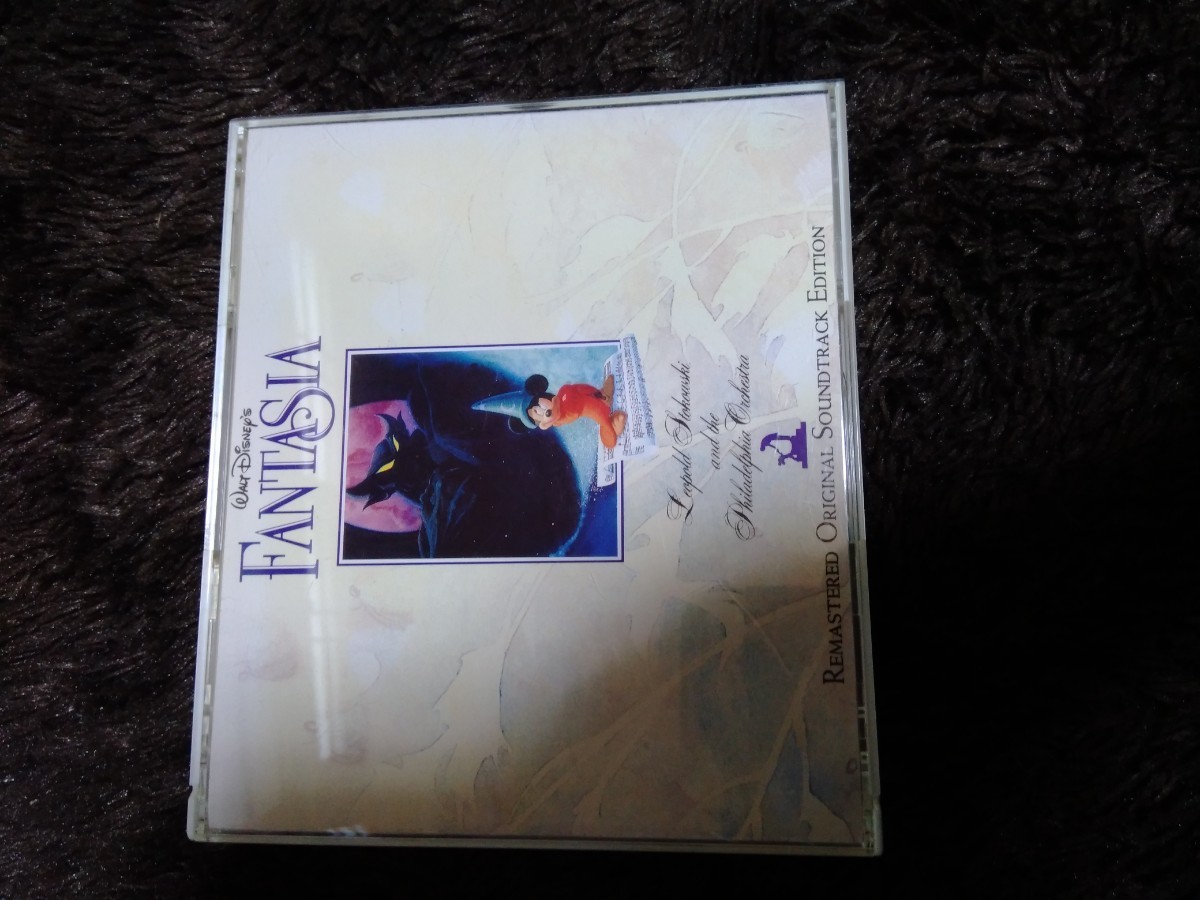 WALT DISNEY'S
FANTASIA
Leopold Stokowski
and the
Philadelphia Orchestra
REMASTERED ORIGINAL SOUNDTRACK EDITION